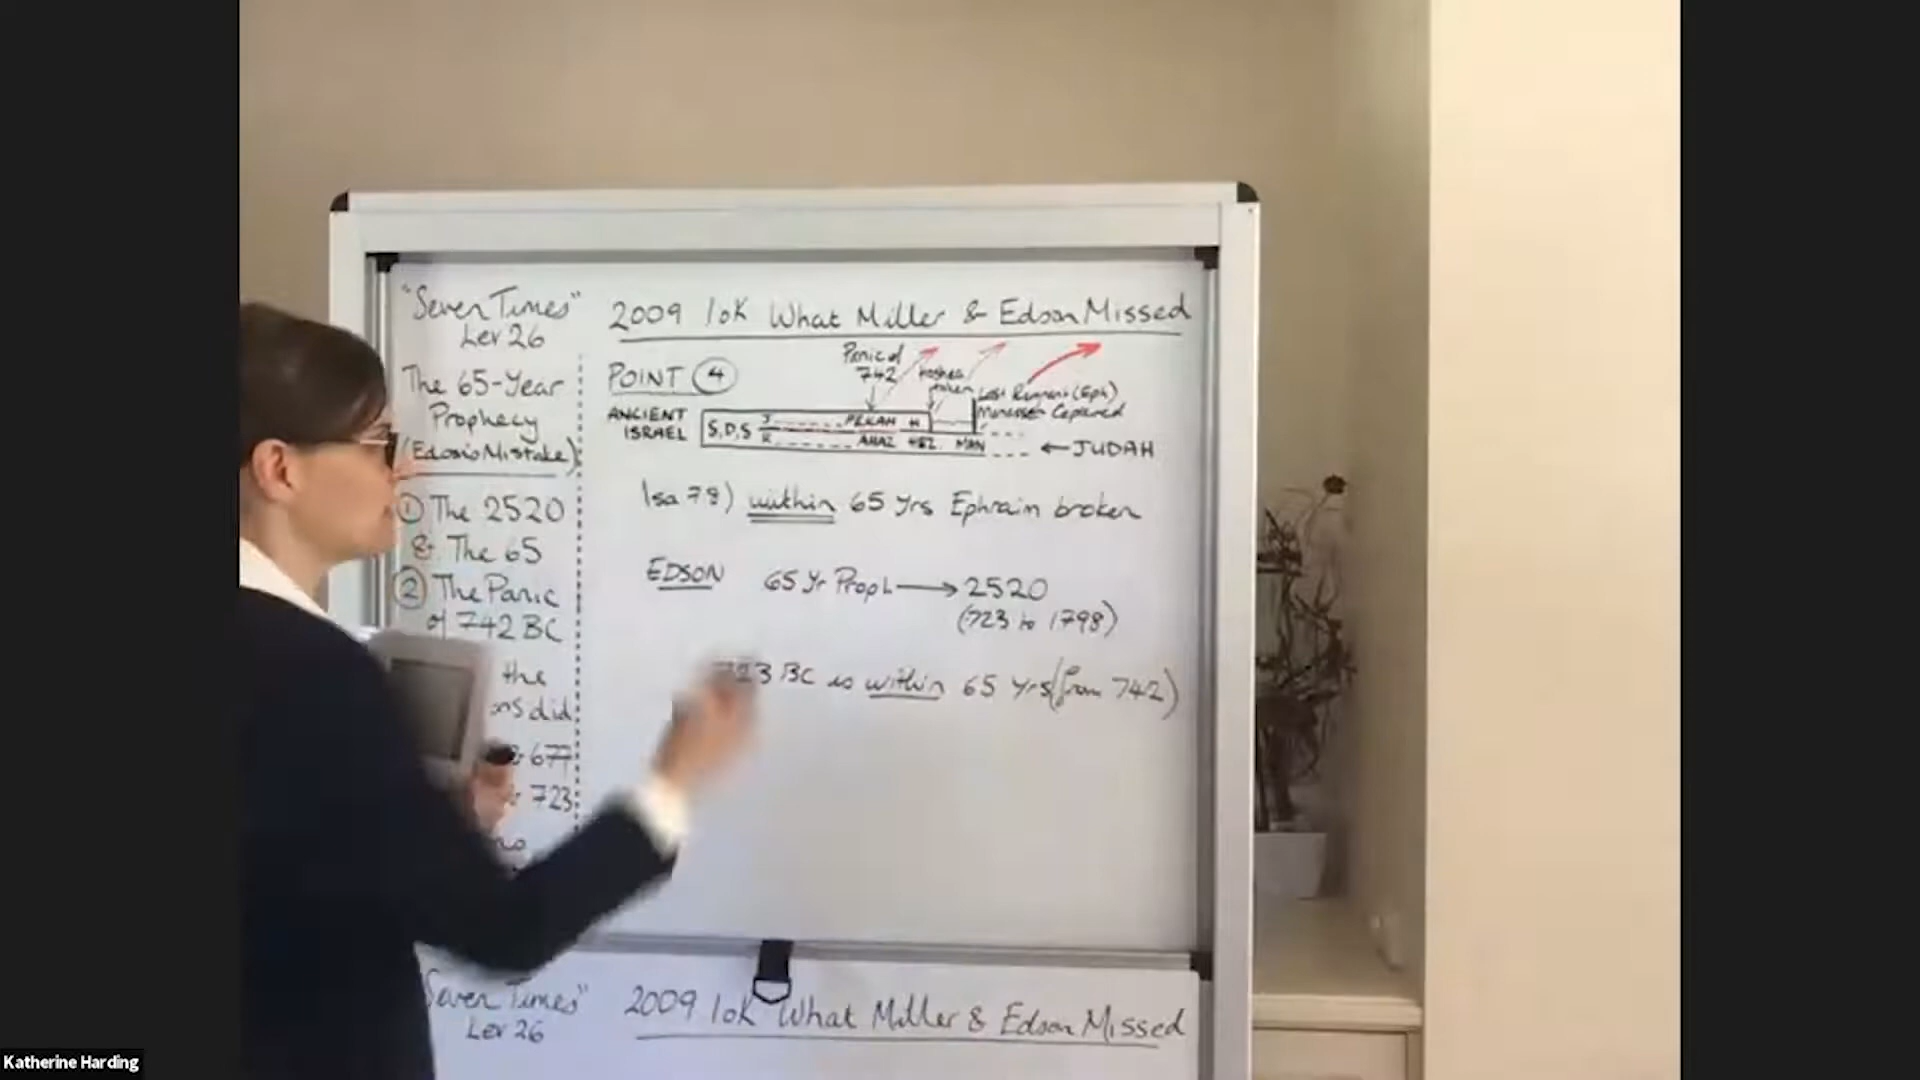 "Seven Times"
Lev 26
The 65-Year
Prophecy
(Edson's Mistake)
① The 2520
& The 65
② The Panic
of 742 BC
the
did
& 677
723
2009 10K What Miller & Edson Missed
POINT ④
Panic of
742
Hoshea
taken
Last Remnant (Eph)
Manasseh Captured
ANCIENT
ISRAEL
S,D,S
J
PEKAH H
R
AHAZ HEZ. MAN
← JUDAH
Isa 7 8) within 65 yrs Ephraim broken
EDSON 65 Yr Proph → 2520
(723 to 1798)
723 BC is within 65 yrs (from 742)
"Seven Times"
Lev 26
2009 10K What Miller & Edson Missed
Katherine Harding